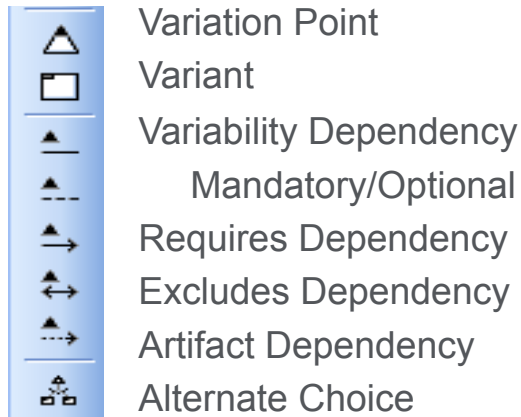 Variation Point
Variant
Variability Dependency
Mandatory/Optional
Requires Dependency
Excludes Dependency
Artifact Dependency
Alternate Choice